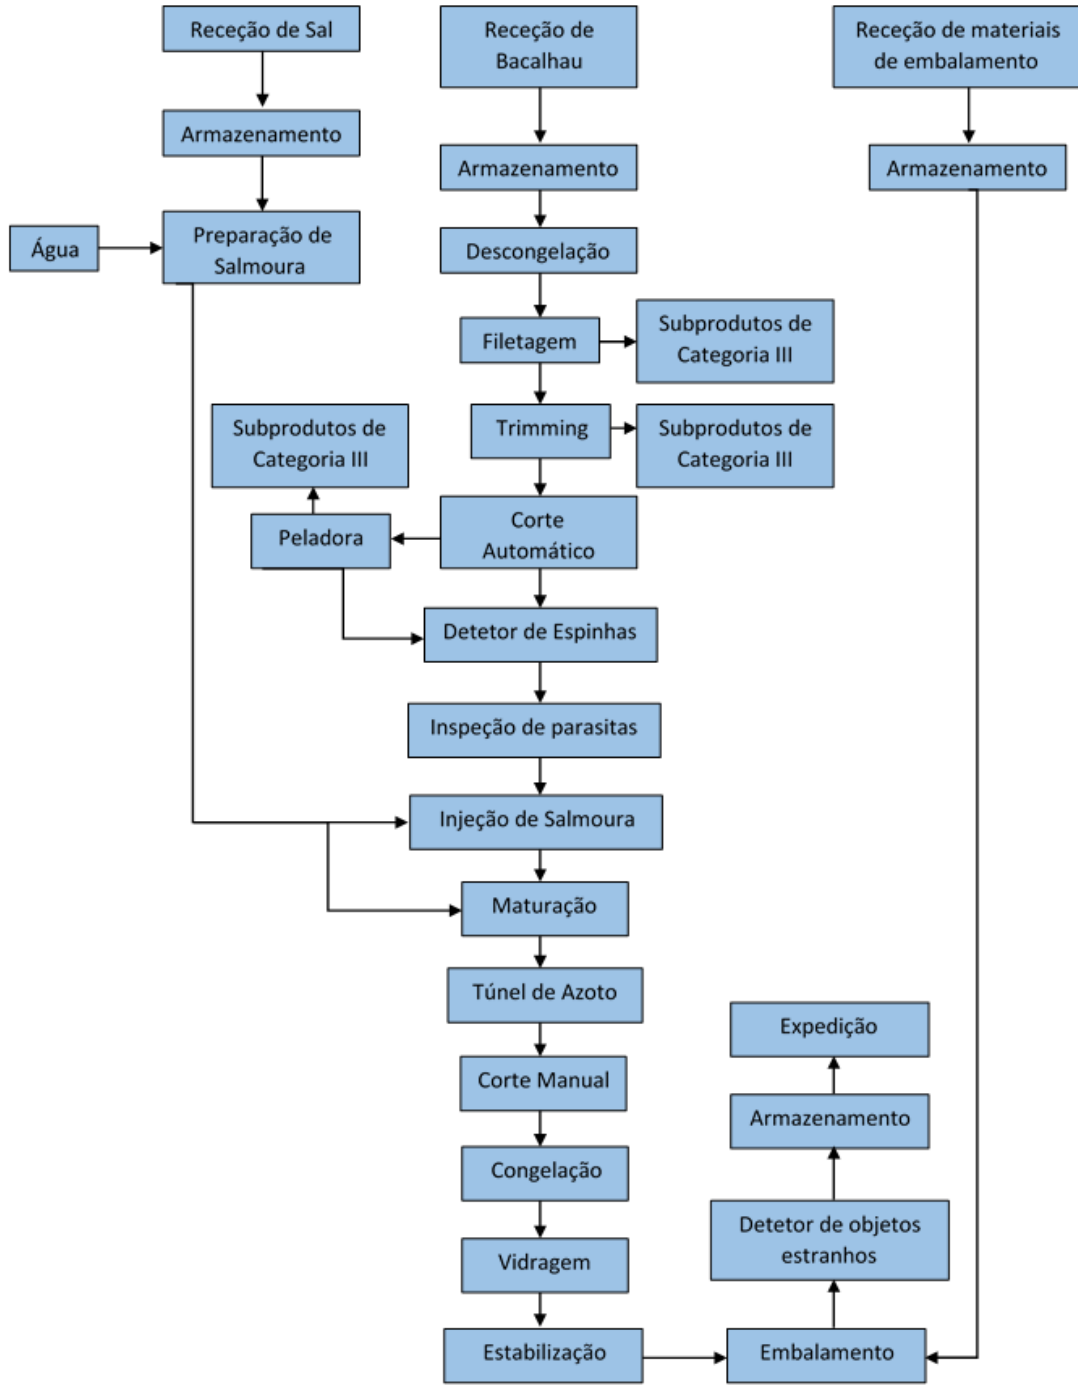 Receção de Sal
Receção de
Bacalhau
Receção de materiais
de embalamento
Armazenamento
Armazenamento
Armazenamento
Água
Preparação de
Salmoura
Descongelação
Filetagem
Subprodutos de
Categoria III
Trimming
Subprodutos de
Categoria III
Subprodutos de
Categoria III
Peladora
Corte
Automático
Detetor de Espinhas
Inspeção de parasitas
Injeção de Salmoura
Maturação
Túnel de Azoto
Corte Manual
Congelação
Vidragem
Estabilização
Expedição
Armazenamento
Detetor de objetos
estranhos
Embalamento